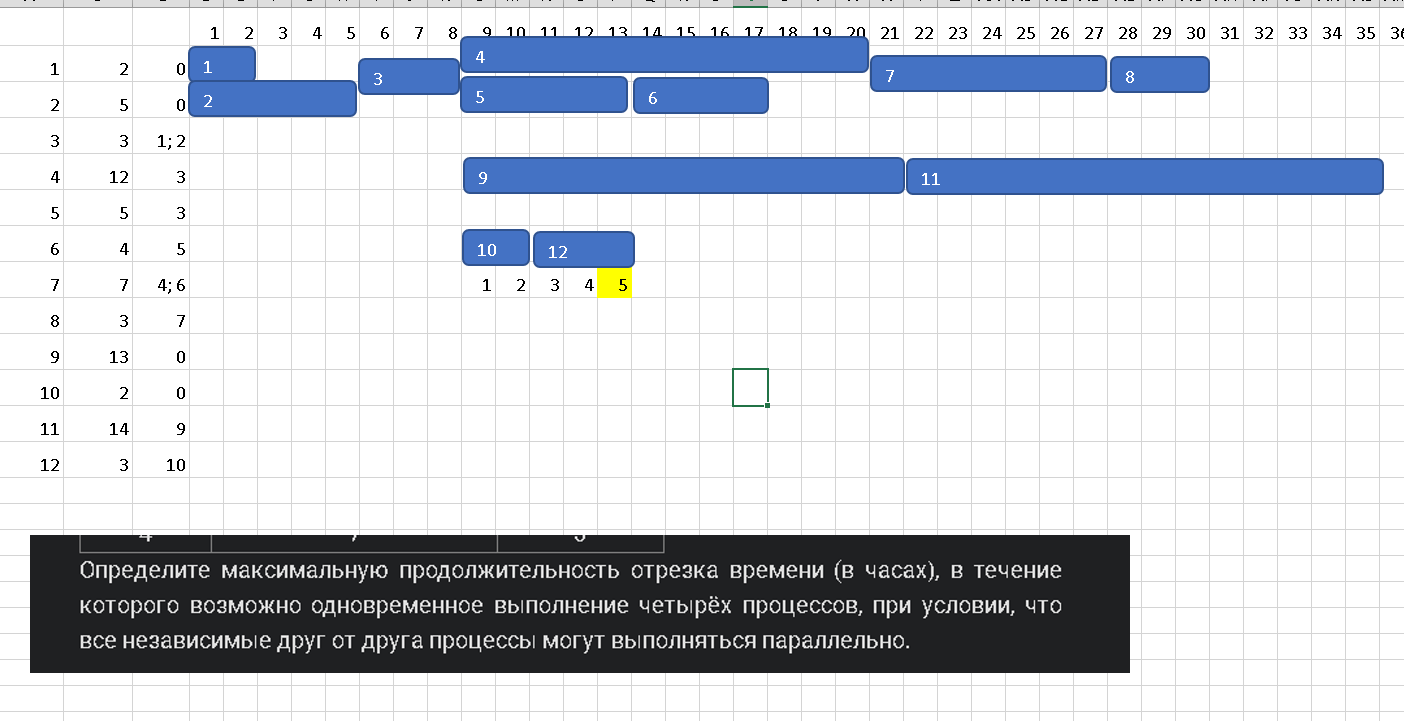 1 2 3 4 5 6 7 8 9 10 11 12 13 14 15 16 17 18 19 20 21 22 23 24 25 26 27 28 29 30 31 32 33 34 35 36
4
1 2 0 1
3
7
8
2 5 0 2
5
6
3 3 1; 2
4 12 3
9
11
5 5 3
6 4 5
10
12
7 7 4; 6
1 2 3 4 5
8 3 7
9 13 0
10 2 0
11 14 9
12 3 10
Определите максимальную продолжительность отрезка времени (в часах), в течение
которого возможно одновременное выполнение четырёх процессов, при условии, что
все независимые друг от друга процессы могут выполняться параллельно.